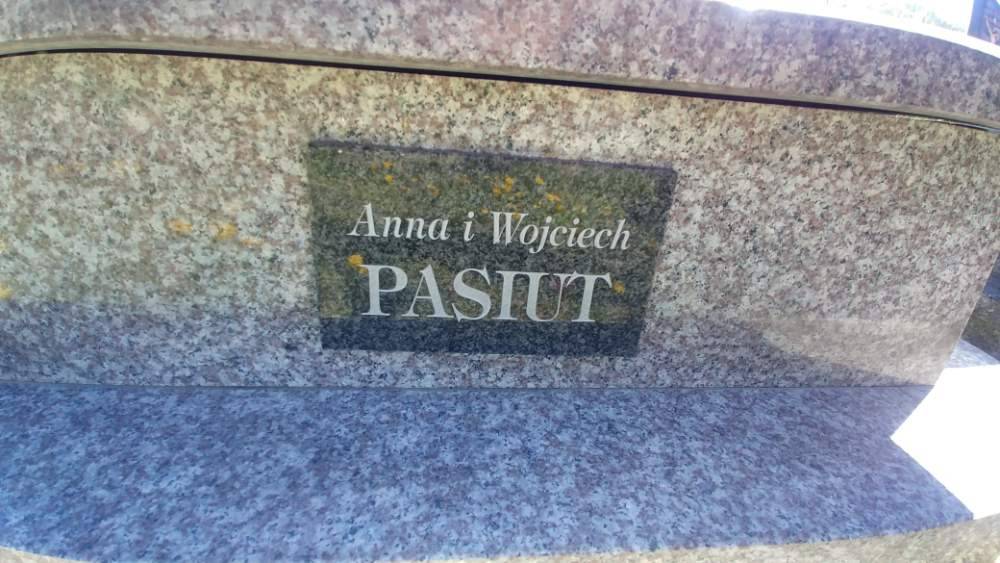 Anna i Wojciech
PASIUT